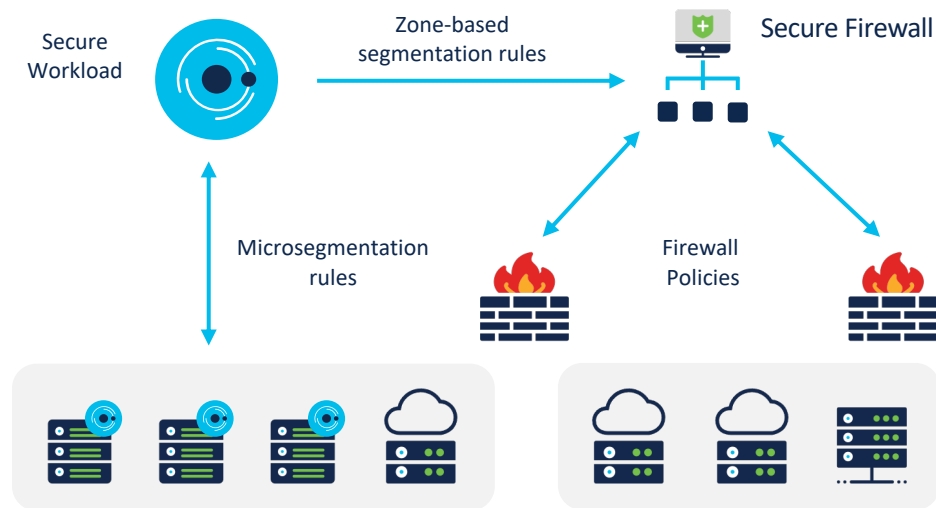 Secure
Workload
Zone-based
segmentation rules
Secure Firewall
Microsegmentation
rules
Firewall
Policies